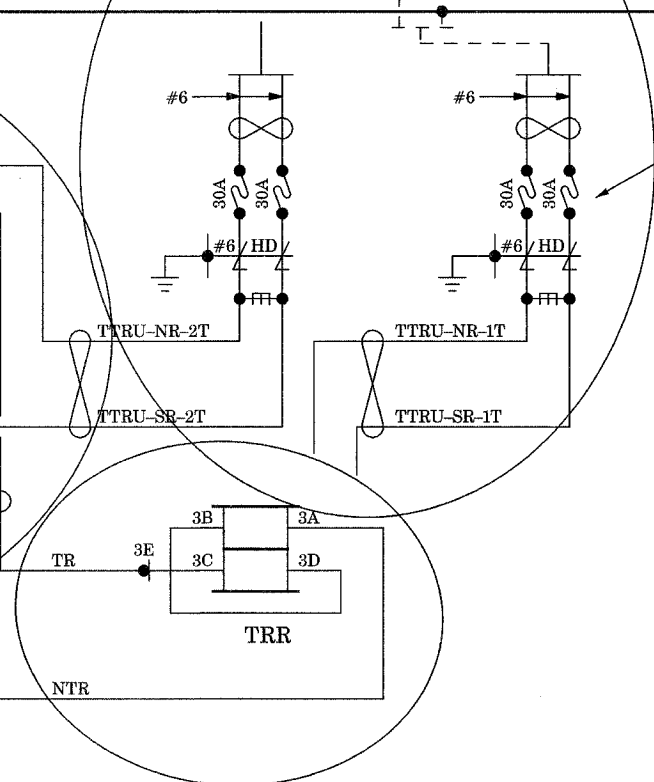 #6
#6
30A
30A
30A
30A
#6 HD
#6 HD
TTRU-NR-2T
TTRU-NR-1T
TTRU-SR-2T
TTRU-SR-1T
3B
3A
3E
TR
3C
3D
TRR
NTR